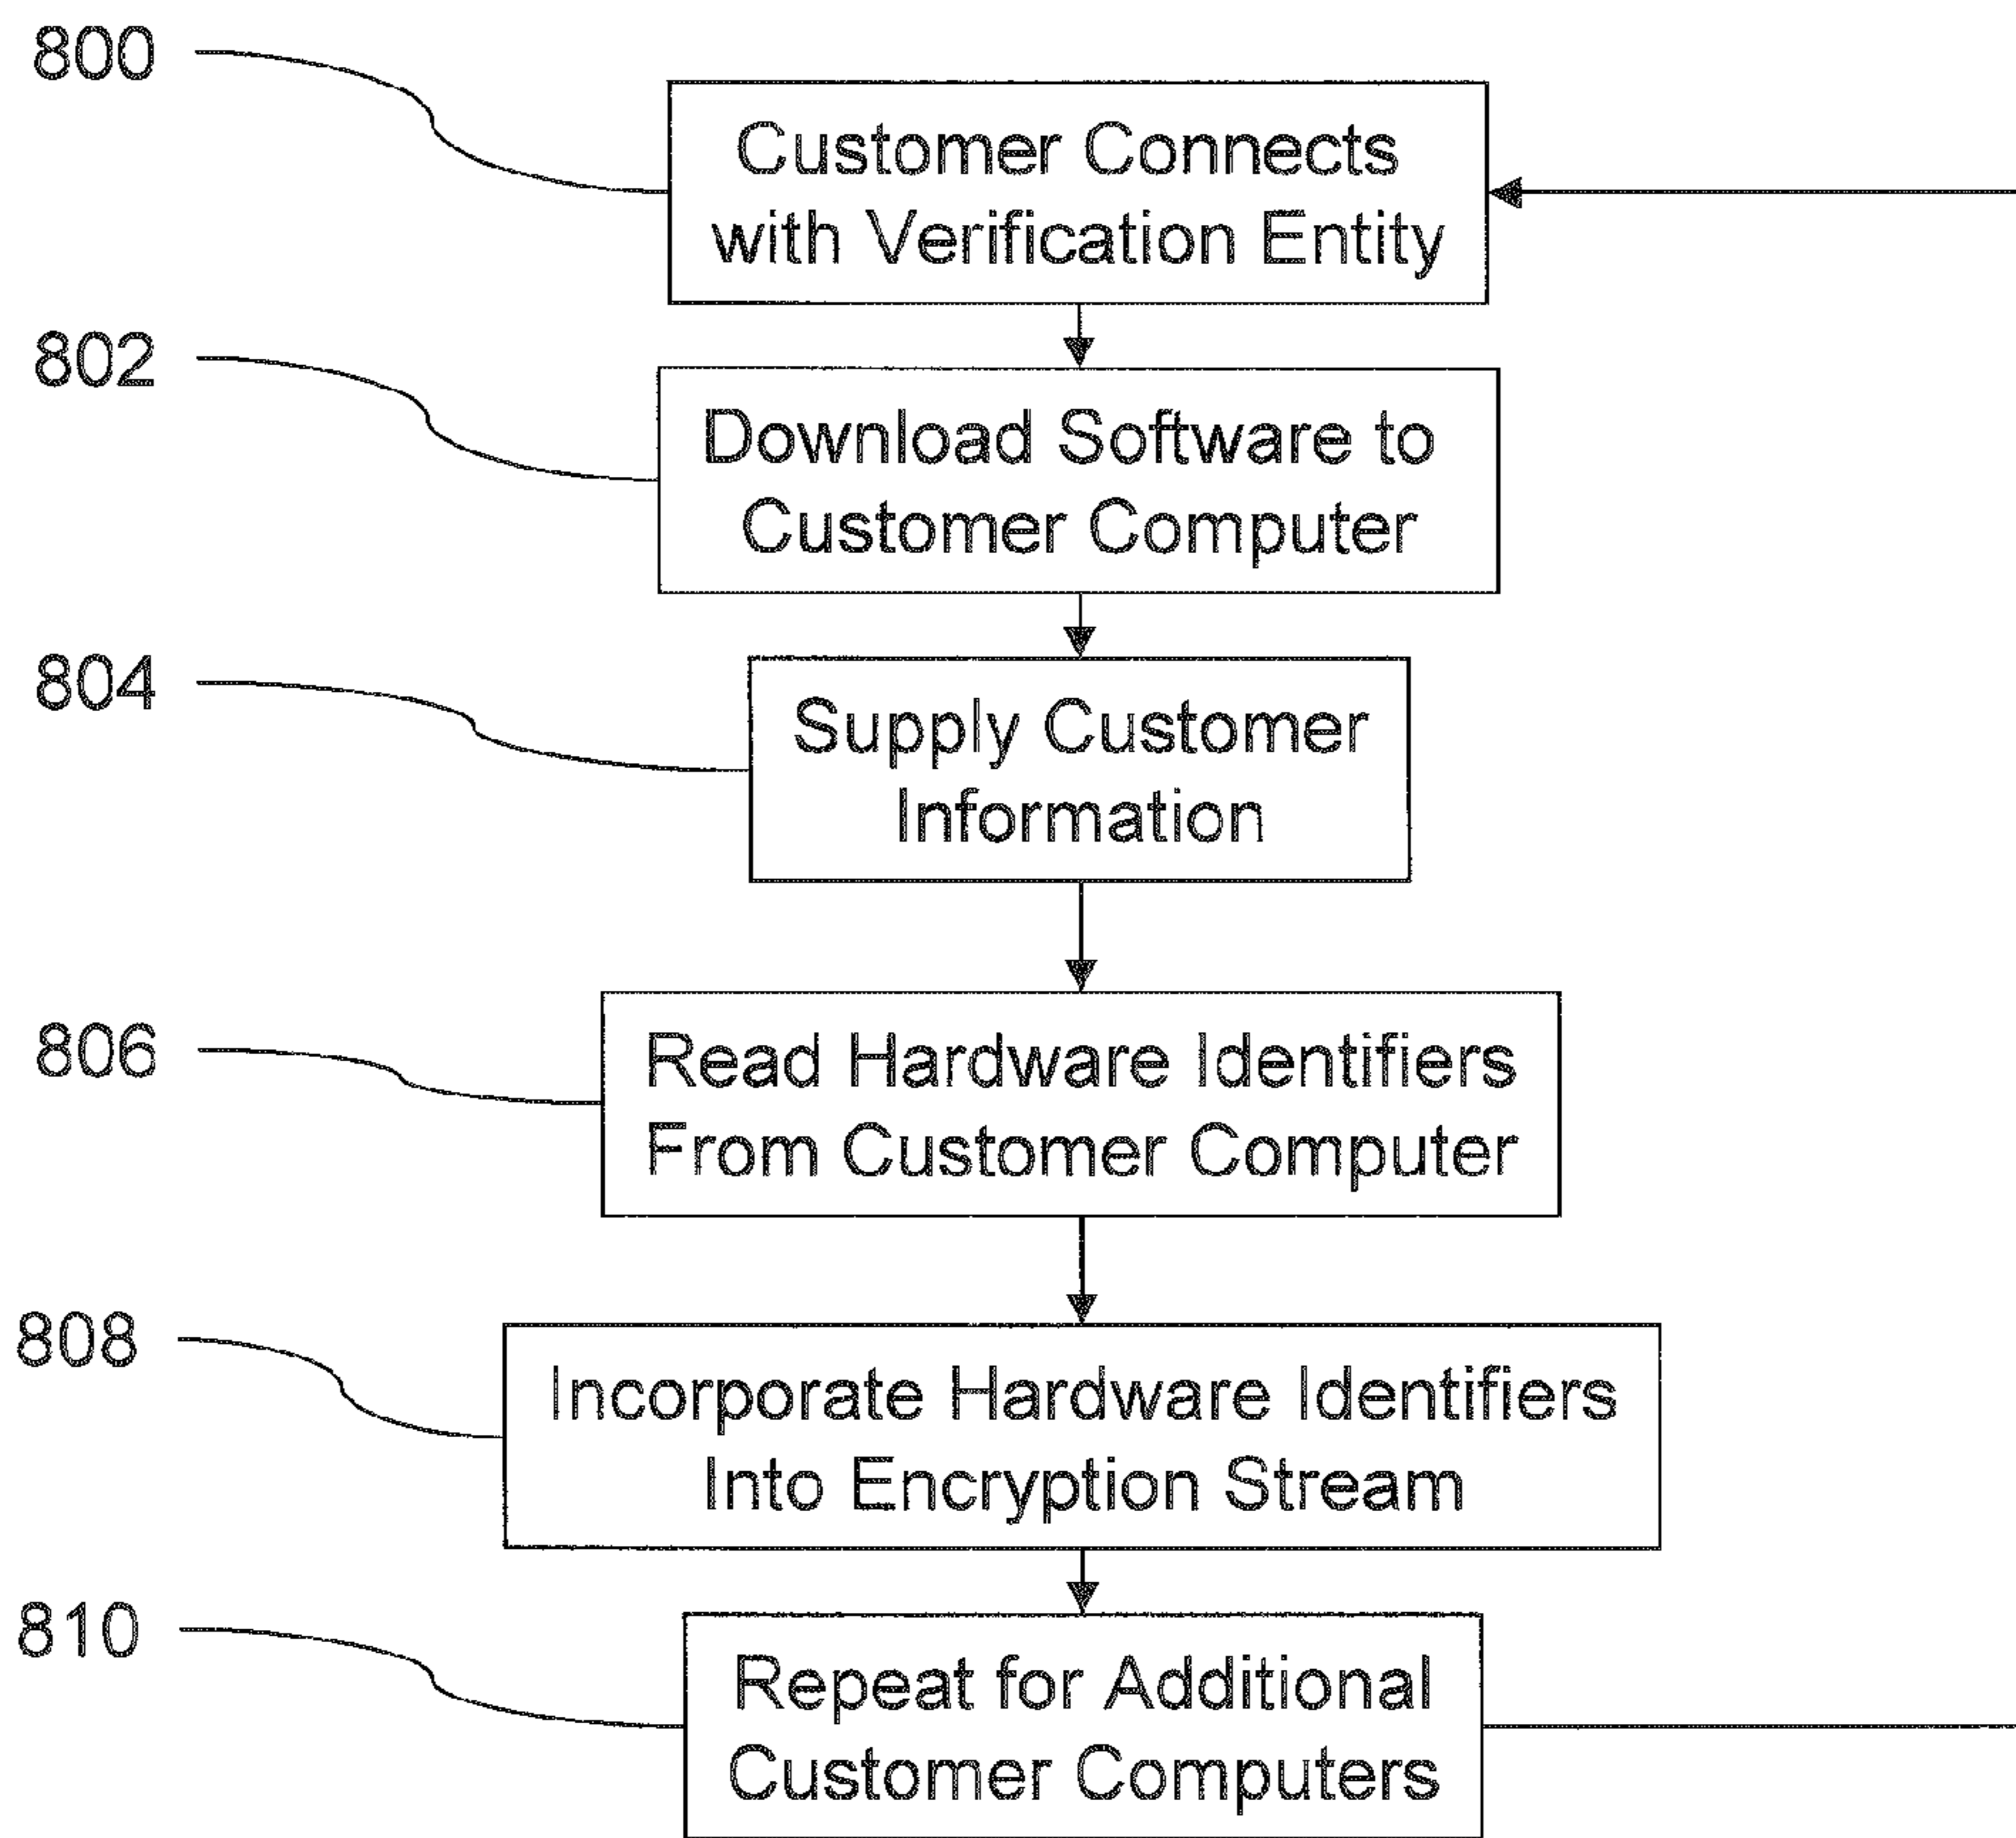 800
Customer Connects
with Verification Entity
802
Download Software to
Customer Computer
804
Supply Customer
Information
806
Read Hardware Identifiers
From Customer Computer
808
Incorporate Hardware Identifiers
Into Encryption Stream
810
Repeat for Additional
Customer Computers